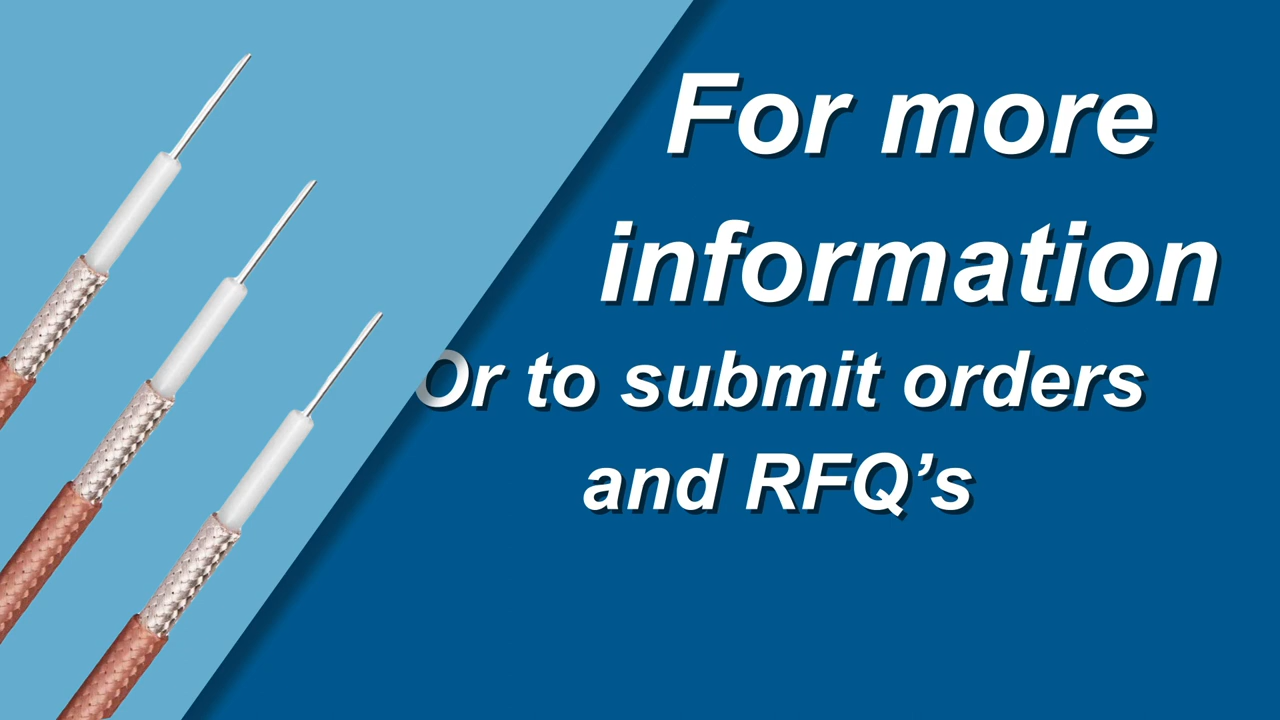 For more
information
Or to submit orders
and RFQ’s